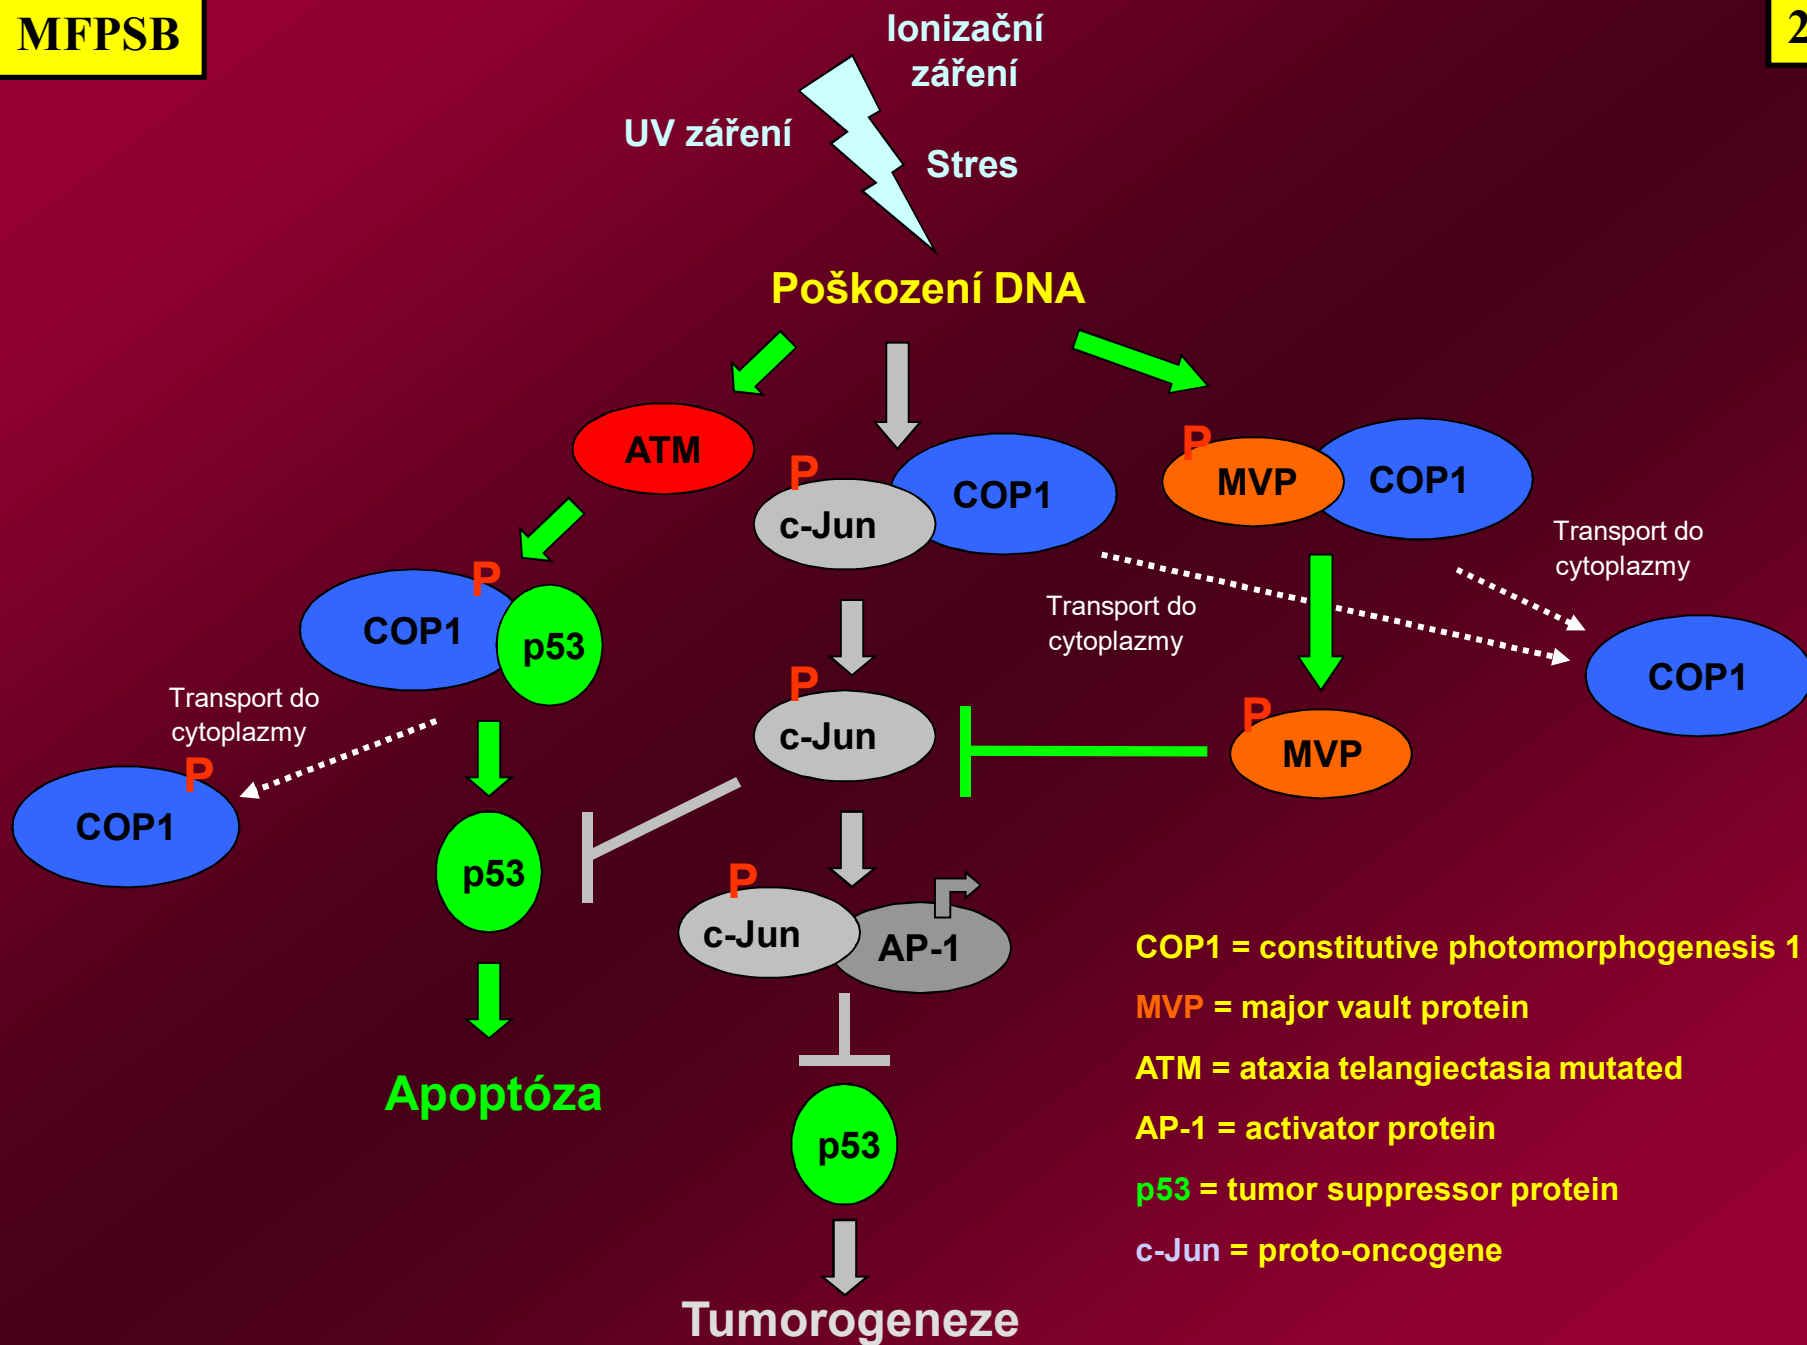 MFPSB
2
Ionizační
záření
UV záření
Stres
Poškození DNA
ATM
P
c-Jun
COP1
P
MVP
COP1
Transport do
cytoplazmy
P
COP1
p53
Transport do
cytoplazmy
COP1
Transport do
cytoplazmy
P
c-Jun
P
MVP
P
COP1
p53
P
c-Jun
AP-1
COP1 = constitutive photomorphogenesis 1
MVP = major vault protein
ATM = ataxia telangiectasia mutated
AP-1 = activator protein
p53 = tumor suppressor protein
c-Jun = proto-oncogene
Apoptóza
p53
Tumorogeneze